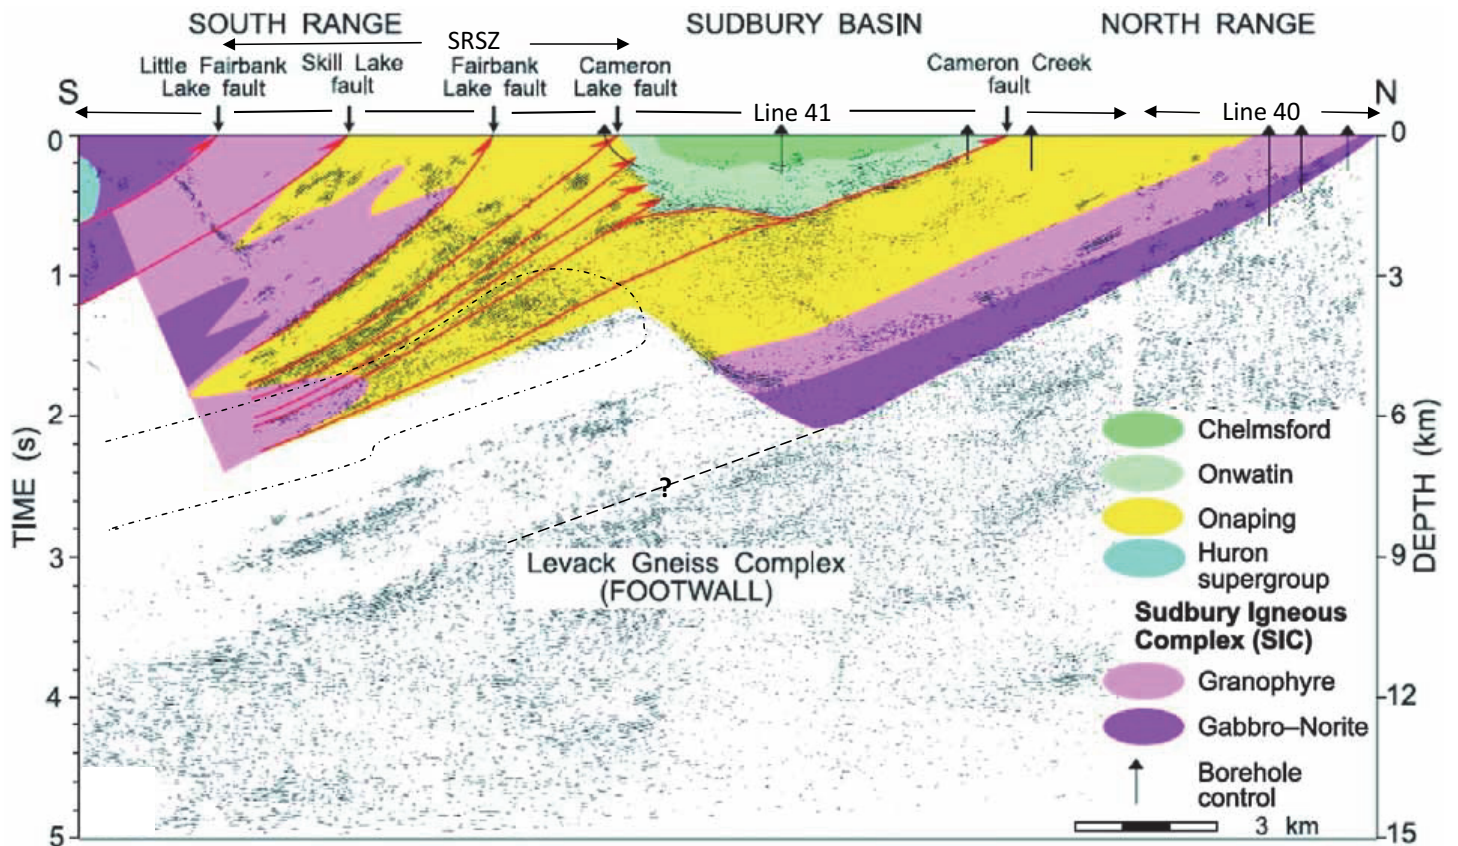 SOUTH RANGE
SUDBURY BASIN
NORTH RANGE
SRSZ
Little Fairbank
Lake fault
Skill Lake
fault
Fairbank
Lake fault
Cameron
Lake fault
Cameron Creek
fault
S
N
Line 41
Line 40
0
1
2
3
4
5
TIME (s)
0
3
6
9
12
15
DEPTH (km)
?
Levack Gneiss Complex
(FOOTWALL)
Chelmsford
Onwatin
Onaping
Huron
supergroup
Sudbury Igneous
Complex (SIC)
Granophyre
Gabbro–Norite
Borehole
control
3 km